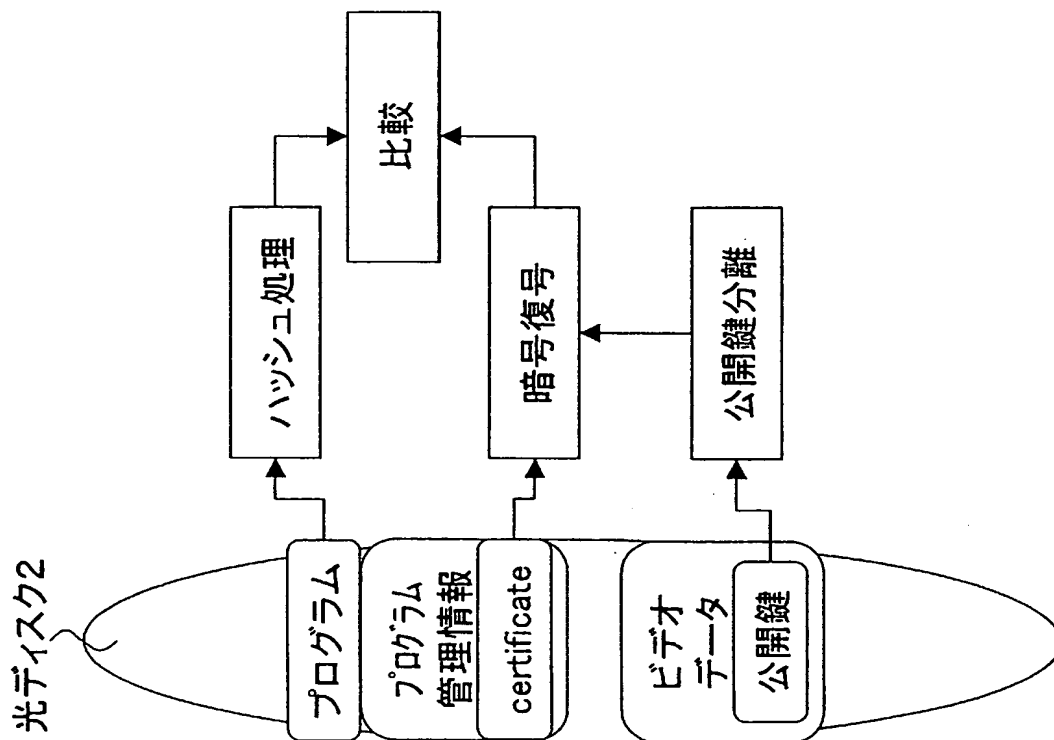 光ディスク2
プログラム
プログラム
管理情報
certificate
ビデオ
データ
公開鍵
ハッシュ処理
暗号復号
公開鍵分離
比較